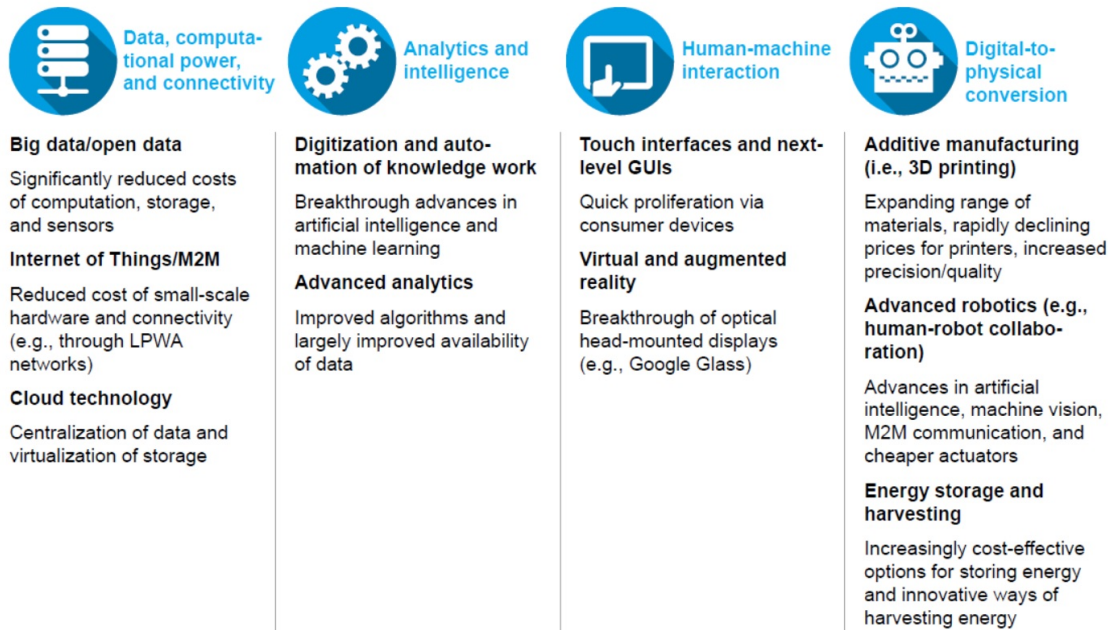 Data, computa-
tional power,
and connectivity
Big data/open data
Significantly reduced costs
of computation, storage,
and sensors
Internet of Things/M2M
Reduced cost of small-scale
hardware and connectivity
(e.g., through LPWA
networks)
Cloud technology
Centralization of data and
virtualization of storage
Analytics and
intelligence
Digitization and auto-
mation of knowledge work
Breakthrough advances in
artificial intelligence and
machine learning
Advanced analytics
Improved algorithms and
largely improved availability
of data
Human-machine
interaction
Touch interfaces and next-
level GUIs
Quick proliferation via
consumer devices
Virtual and augmented
reality
Breakthrough of optical
head-mounted displays
(e.g., Google Glass)
Digital-to-
physical
conversion
Additive manufacturing
(i.e., 3D printing)
Expanding range of
materials, rapidly declining
prices for printers, increased
precision/quality
Advanced robotics (e.g.,
human-robot collabo-
ration)
Advances in artificial
intelligence, machine vision,
M2M communication, and
cheaper actuators
Energy storage and
harvesting
Increasingly cost-effective
options for storing energy
and innovative ways of
harvesting energy